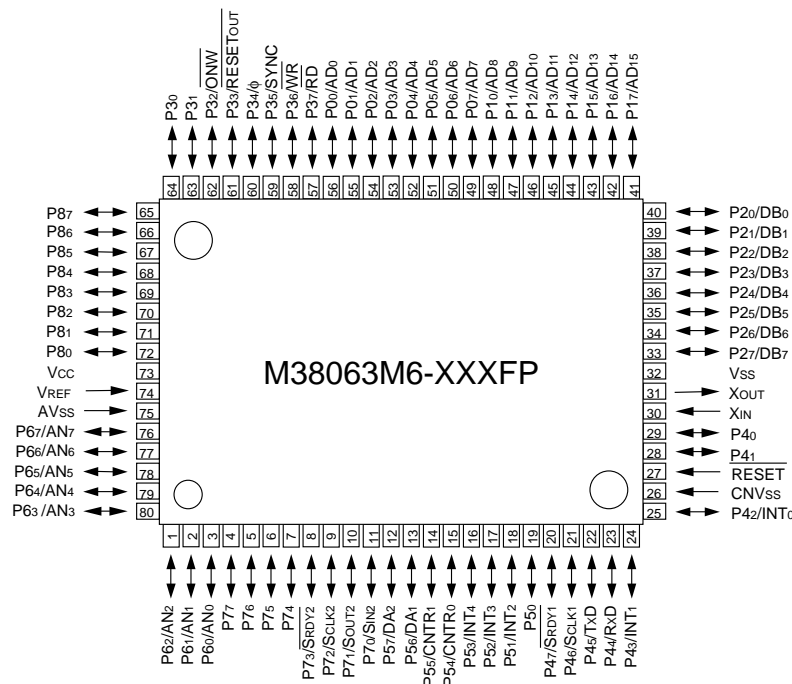 P30
P31
P32/ONW
P33/RESETOUT
P34/ϕ
P35/SYNC
P36/WR
P37/RD
P00/AD0
P01/AD1
P02/AD2
P03/AD3
P04/AD4
P05/AD5
P06/AD6
P07/AD7
P10/AD8
P11/AD9
P12/AD10
P13/AD11
P14/AD12
P15/AD13
P16/AD14
P17/AD15
64 63 62 61 60 59 58 57 56 55 54 53 52 51 50 49 48 47 46 45 44 43 42 41
P87 65
P86 66
P85 67
P84 68
P83 69
P82 70
P81 71
P80 72
VCC 73
VREF 74
AVSS 75
P67/AN7 76
P66/AN6 77
P65/AN5 78
P64/AN4 79
P63/AN3 80
M38063M6-XXXFP
40 P20/DB0
39 P21/DB1
38 P22/DB2
37 P23/DB3
36 P24/DB4
35 P25/DB5
34 P26/DB6
33 P27/DB7
32 VSS
31 XOUT
30 XIN
29 P40
28 P41
27 RESET
26 CNVSS
25 P42/INT0
1 2 3 4 5 6 7 8 9 10 11 12 13 14 15 16 17 18 19 20 21 22 23 24
P62/AN2
P61/AN1
P60/AN0
P77
P76
P75
P74
P73/SRDY2
P72/SCLK2
P71/SOUT2
P70/SIN2
P57/DA2
P56/DA1
P55/CNTR1
P54/CNTR0
P53/INT4
P52/INT3
P51/INT2
P50
P47/SRDY1
P46/SCLK1
P45/TxD
P44/RxD
P43/INT1